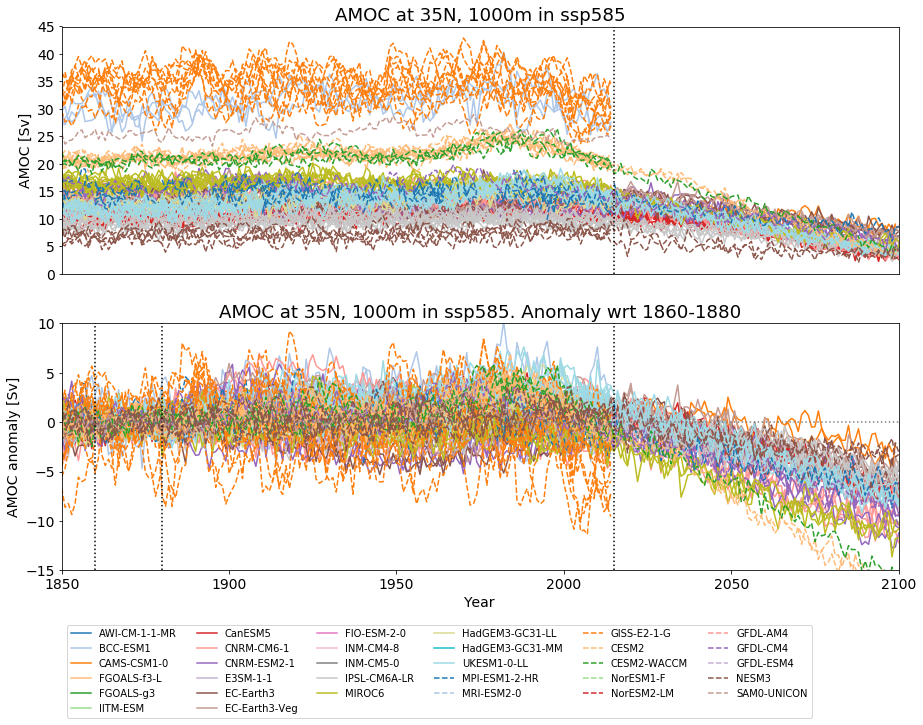 AMOC at 35N, 1000m in ssp585
45
40
35
30
25
20
15
10
5
0
AMOC [Sv]
AMOC at 35N, 1000m in ssp585. Anomaly wrt 1860-1880
10
5
0
−5
−10
−15
AMOC anomaly [Sv]
1850 1900 1950 2000 2050 2100
Year
AWI-CM-1-1-MR CanESM5 FIO-ESM-2-0 HadGEM3-GC31-LL GISS-E2-1-G GFDL-AM4
BCC-ESM1 CNRM-CM6-1 INM-CM4-8 HadGEM3-GC31-MM CESM2 GFDL-CM4
CAMS-CSM1-0 CNRM-ESM2-1 INM-CM5-0 UKESM1-0-LL CESM2-WACCM GFDL-ESM4
FGOALS-f3-L E3SM-1-1 IPSL-CM6A-LR MPI-ESM1-2-HR NorESM1-F NESM3
FGOALS-g3 EC-Earth3 MIROC6 MRI-ESM2-0 NorESM2-LM SAM0-UNICON
IITM-ESM EC-Earth3-Veg